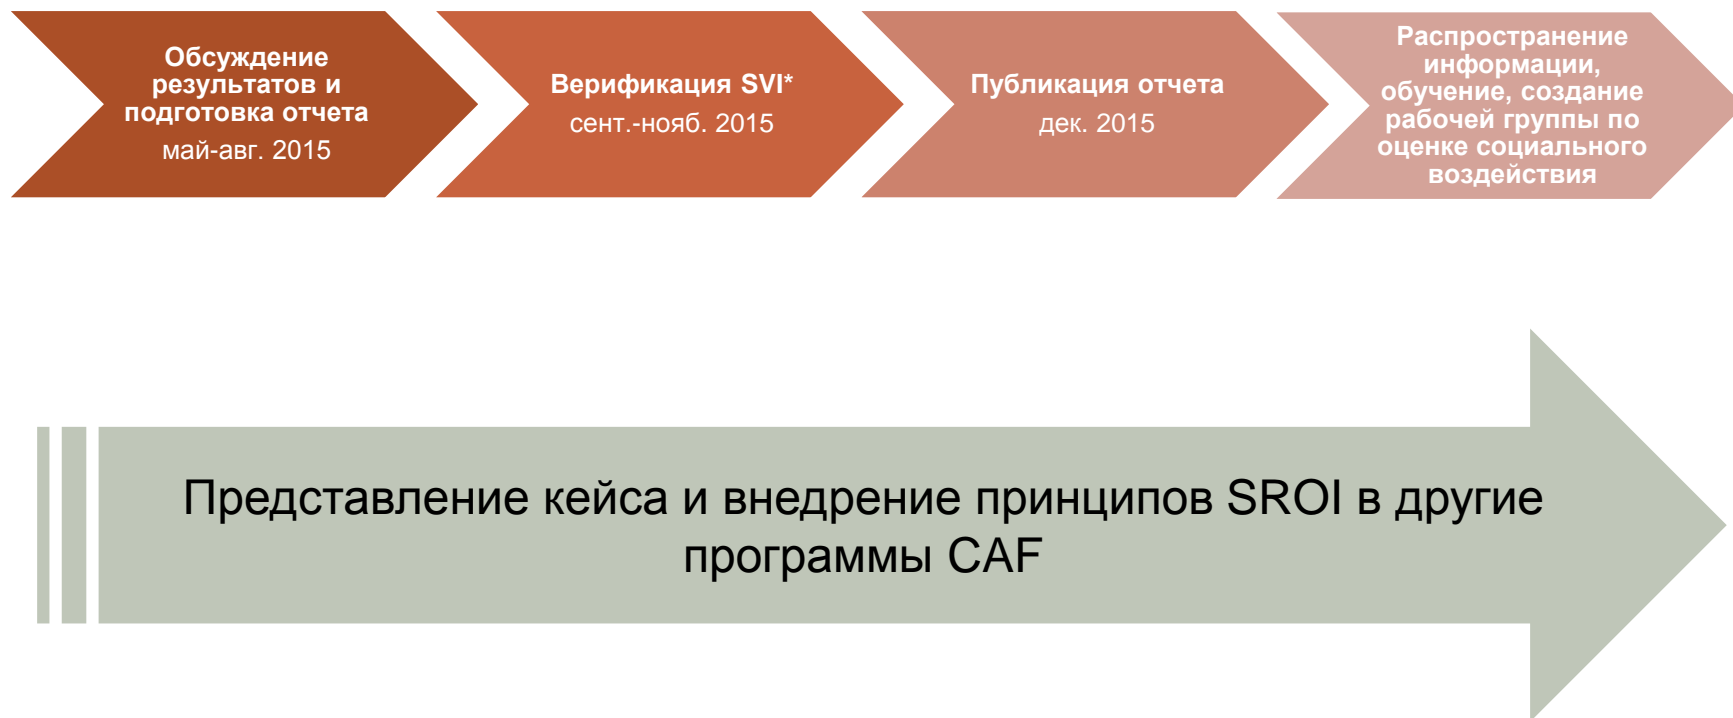 Обсуждение
результатов и
подготовка отчета
май-авг. 2015
Верификация SVI*
сент.-нояб. 2015
Публикация отчета
дек. 2015
Распространение
информации,
обучение, создание
рабочей группы по
оценке социального
воздействия
Представление кейса и внедрение принципов SROI в другие
программы CAF